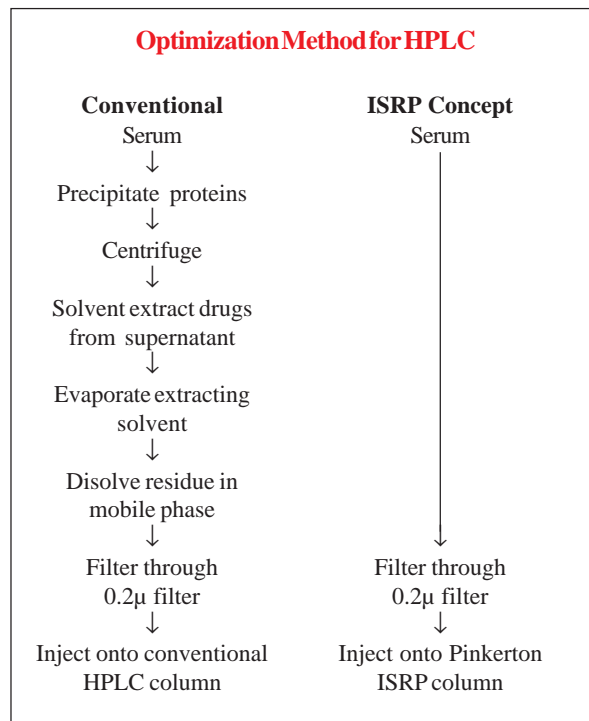 Optimization Method for HPLC
Conventional
Serum
↓
Precipitate proteins
↓
Centrifuge
↓
Solvent extract drugs
from supernatant
↓
Evaporate extracting
solvent
↓
Disolve residue in
mobile phase
↓
Filter through
0.2µ filter
↓
Inject onto conventional
HPLC column
ISRP Concept
Serum
↓
Filter through
0.2µ filter
↓
Inject onto Pinkerton
ISRP column